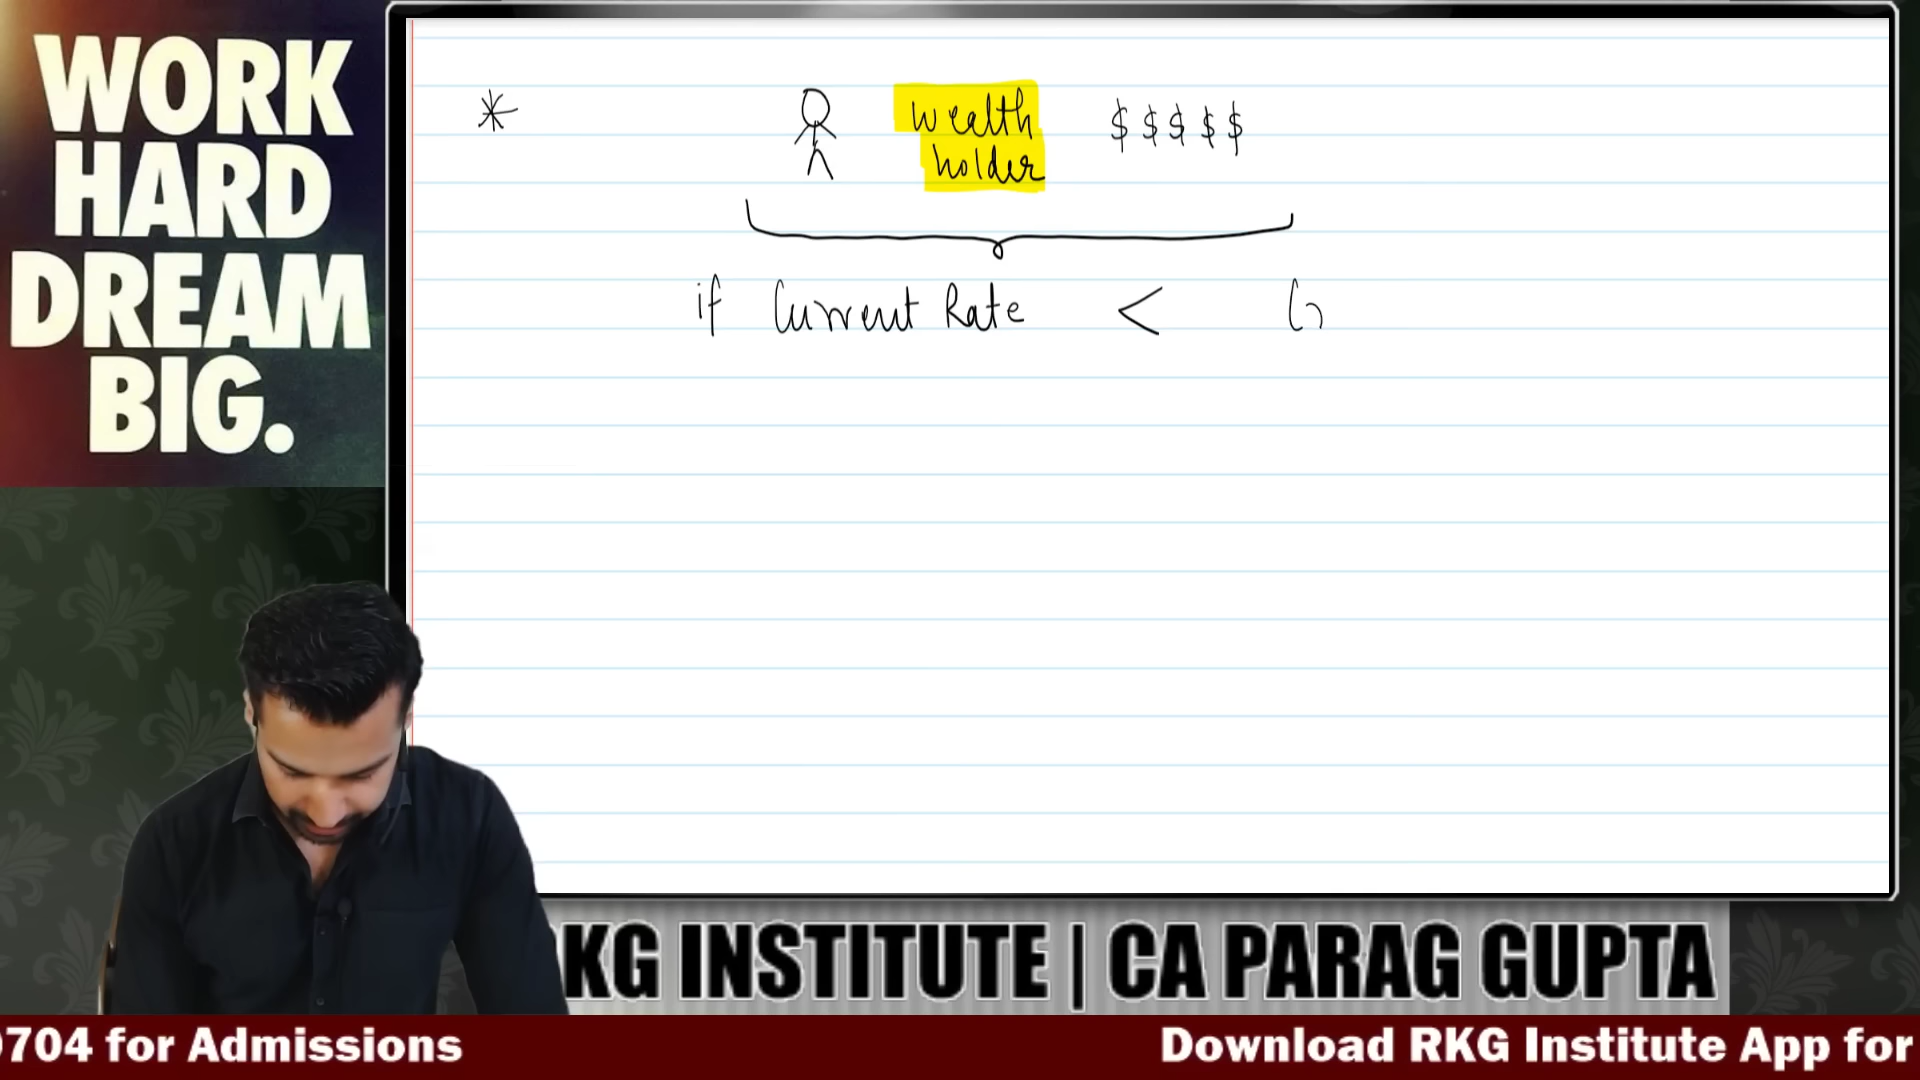 WORK
HARD
DREAM
BIG.
* wealth $ $ $ $ $
holder
if Current Rate <
KG INSTITUTE | CA PARAG GUPTA
704 for Admissions
Download RKG Institute App for